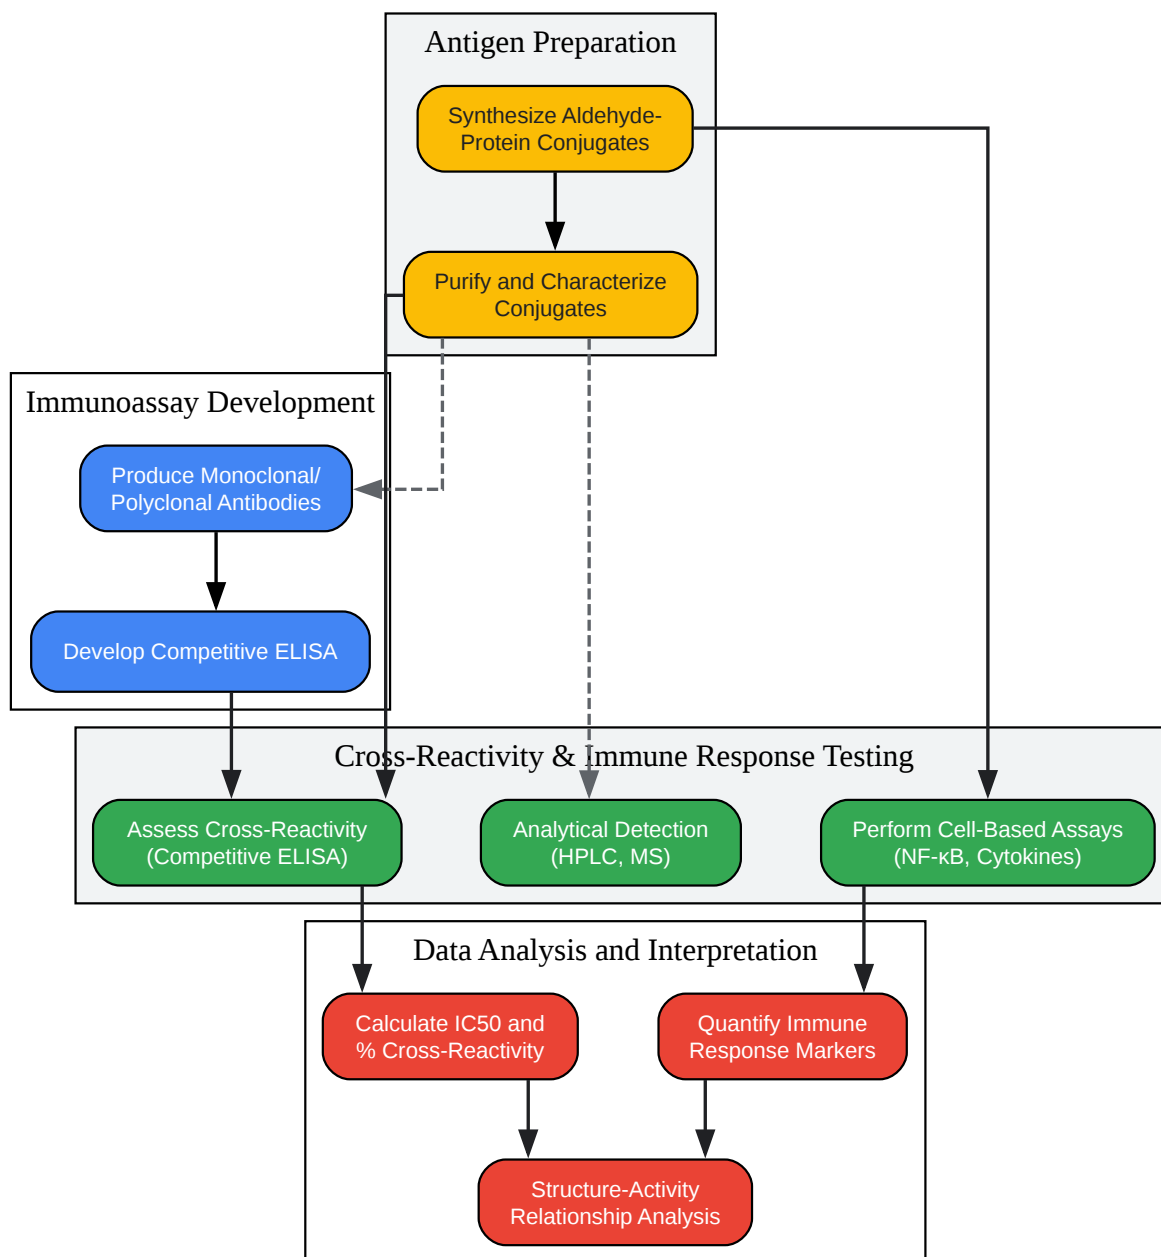 Antigen Preparation
Synthesize Aldehyde-
Protein Conjugates
Purify and Characterize
Conjugates
Immunoassay Development
Produce Monoclonal/
Polyclonal Antibodies
Develop Competitive ELISA
Cross-Reactivity & Immune Response Testing
Assess Cross-Reactivity
(Competitive ELISA)
Analytical Detection
(HPLC, MS)
Perform Cell-Based Assays
(NF-κB, Cytokines)
Data Analysis and Interpretation
Calculate IC50 and
% Cross-Reactivity
Quantify Immune
Response Markers
Structure-Activity
Relationship Analysis